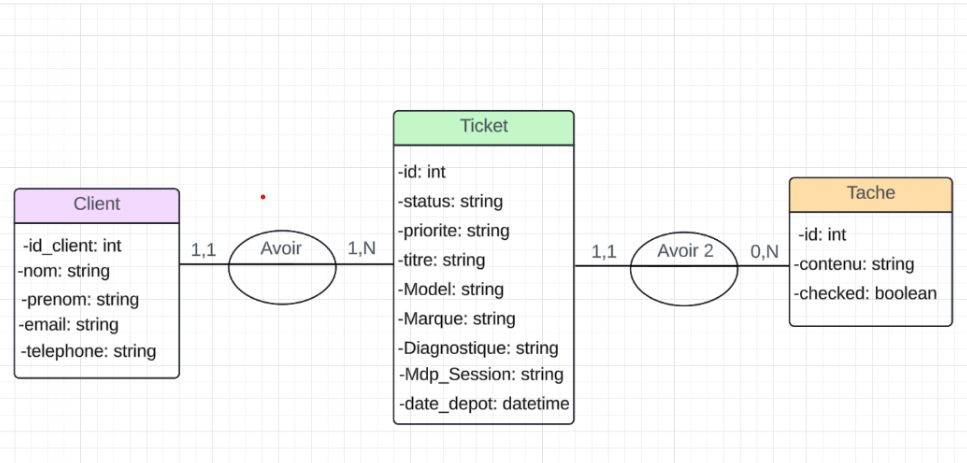 Client
-id_client: int
-nom: string
-prenom: string
-email: string
-telephone: string
1,1
Avoir
1,N
Ticket
-id: int
-status: string
-priorite: string
-titre: string
-Model: string
-Marque: string
-Diagnostique: string
-Mdp_Session: string
-date_depot: datetime
1,1
Avoir 2
0,N
Tache
-id: int
-contenu: string
-checked: boolean